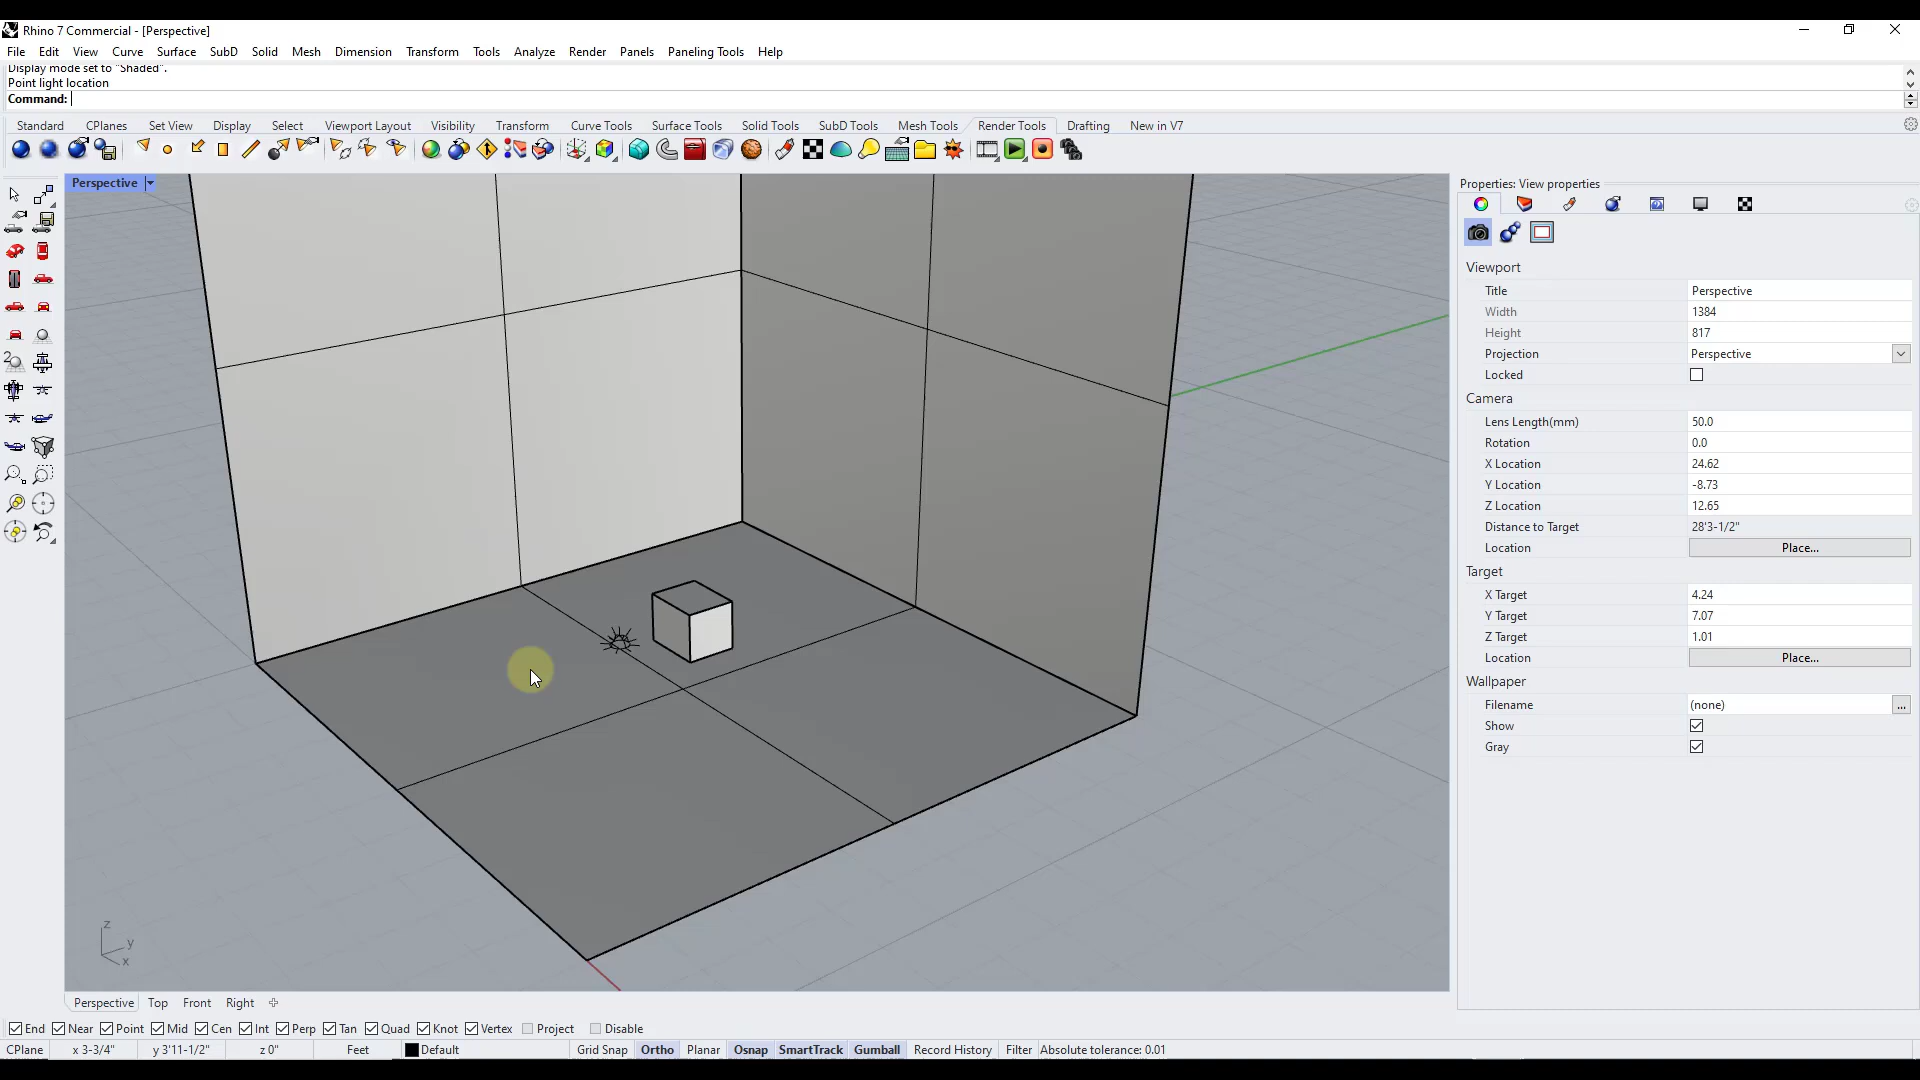 Rhino 7 Commercial - [Perspective]
File Edit View Curve Surface SubD Solid Mesh Dimension Transform Tools Analyze Render Panels Paneling Tools Help
Display mode set to "Shaded".
Point light location
Command:
Standard CPlanes Set View Display Select Viewport Layout Visibility Transform Curve Tools Surface Tools Solid Tools SubD Tools Mesh Tools Render Tools Drafting New in V7
Perspective
Properties: View properties
Viewport
Title Perspective
Width 1384
Height 817
Projection Perspective
Locked
Camera
Lens Length(mm) 50.0
Rotation 0.0
X Location 24.62
Y Location -8.73
Z Location 12.65
Distance to Target 28'3-1/2"
Location Place...
Target
X Target 4.24
Y Target 7.07
Z Target 1.01
Location Place...
Wallpaper
Filename (none) ...
Show
Gray
z
y
x
2
Perspective Top Front Right
End Near Point Mid Cen Int Perp Tan Quad Knot Vertex Project Disable
CPlane x 3-3/4" y 3'11-1/2" z 0" Feet Default Grid Snap Ortho Planar Osnap SmartTrack Gumball Record History Filter Absolute tolerance: 0.01